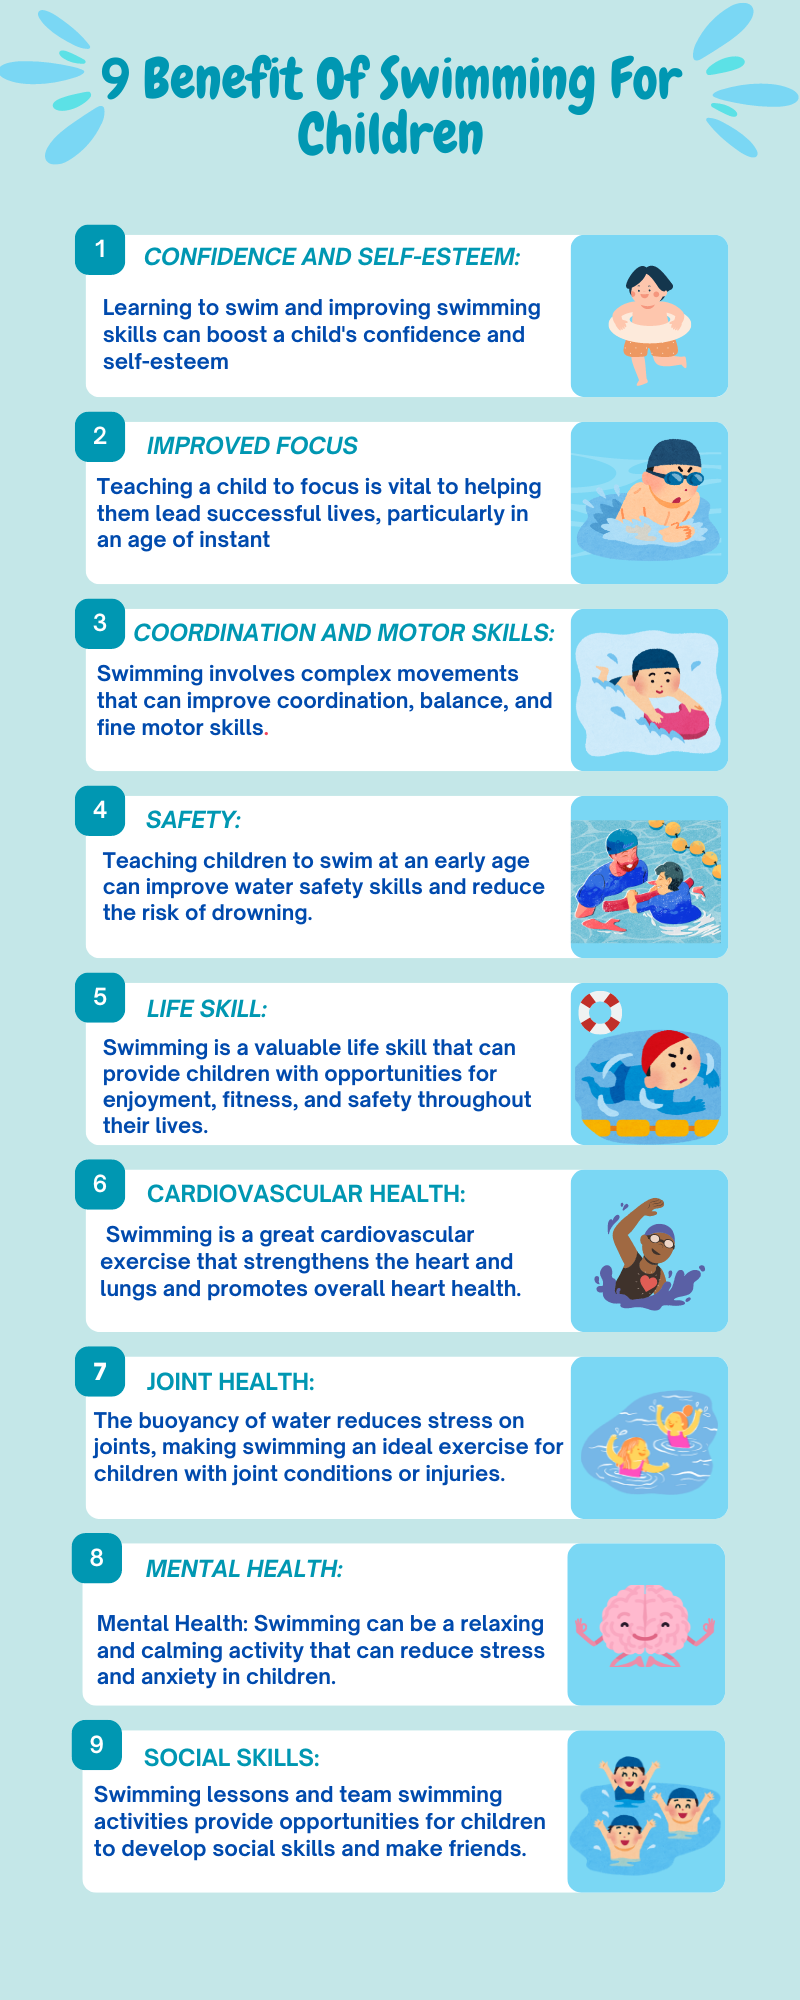 9 Benefit Of Swimming For
Children
1
CONFIDENCE AND SELF-ESTEEM:
Learning to swim and improving swimming
skills can boost a child's confidence and
self-esteem
2
IMPROVED FOCUS
Teaching a child to focus is vital to helping
them lead successful lives, particularly in
an age of instant
3
COORDINATION AND MOTOR SKILLS:
Swimming involves complex movements
that can improve coordination, balance, and
fine motor skills.
4
SAFETY:
Teaching children to swim at an early age
can improve water safety skills and reduce
the risk of drowning.
5
LIFE SKILL:
Swimming is a valuable life skill that can
provide children with opportunities for
enjoyment, fitness, and safety throughout
their lives.
6
CARDIOVASCULAR HEALTH:
Swimming is a great cardiovascular
exercise that strengthens the heart and
lungs and promotes overall heart health.
7
JOINT HEALTH:
The buoyancy of water reduces stress on
joints, making swimming an ideal exercise for
children with joint conditions or injuries.
8
MENTAL HEALTH:
Mental Health: Swimming can be a relaxing
and calming activity that can reduce stress
and anxiety in children.
9
SOCIAL SKILLS:
Swimming lessons and team swimming
activities provide opportunities for children
to develop social skills and make friends.